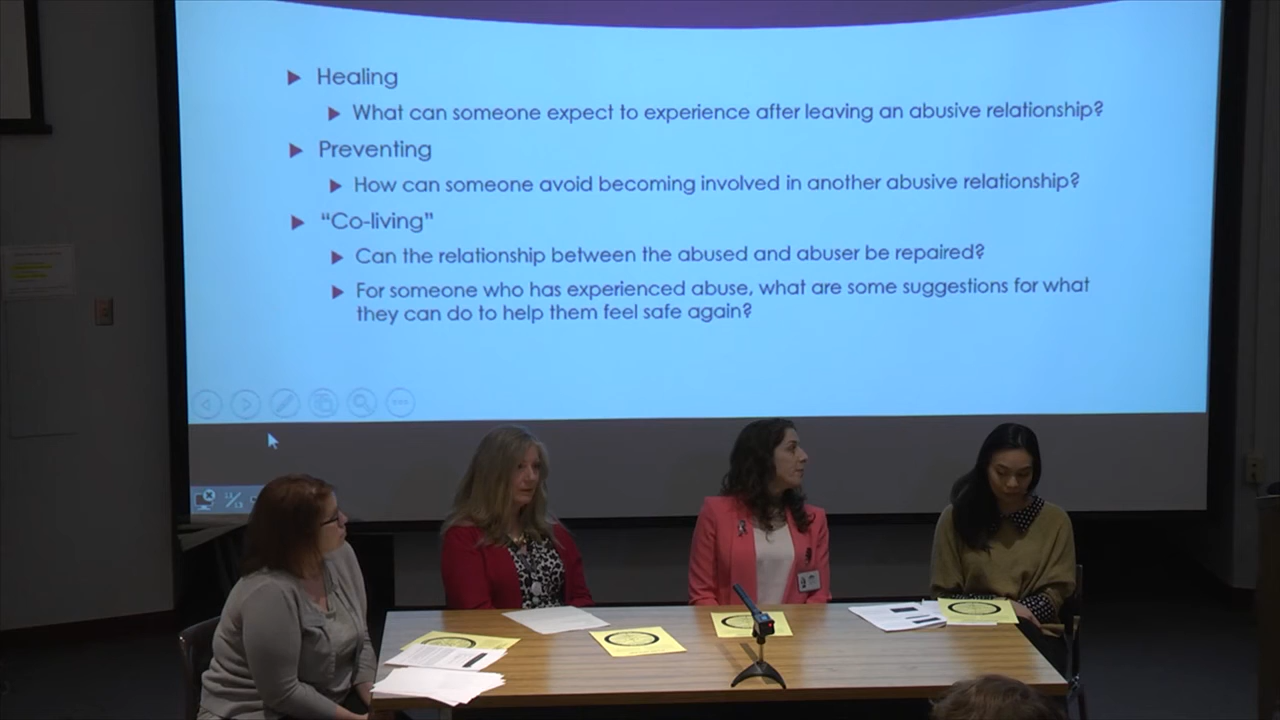 Healing
What can someone expect to experience after leaving an abusive relationship?
Preventing
How can someone avoid becoming involved in another abusive relationship?
“Co-living”
Can the relationship between the abused and abuser be repaired?
For someone who has experienced abuse, what are some suggestions for what
they can do to help them feel safe again?